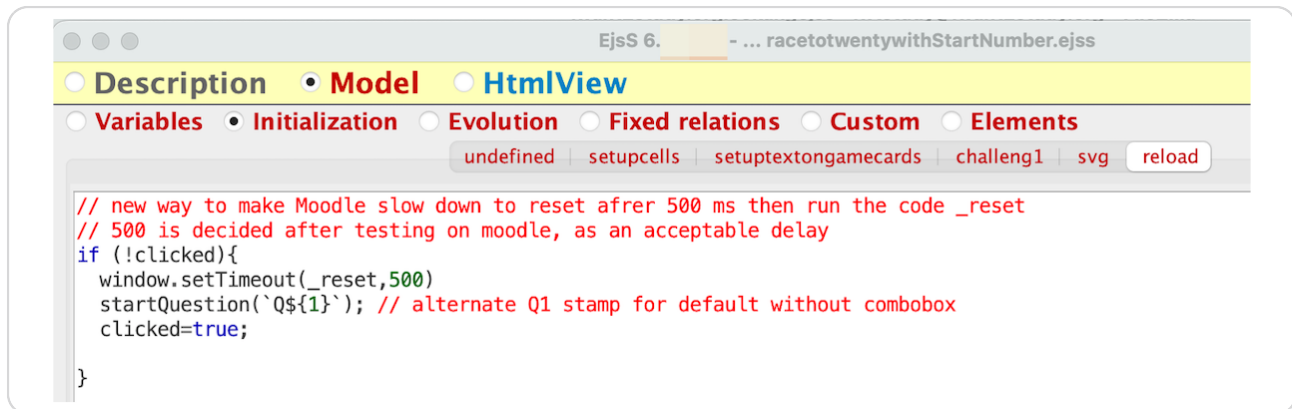 EjsS 6. - ... racetotwentywithStartNumber.ejss
Description Model HtmlView
Variables Initialization Evolution Fixed relations Custom Elements
undefined setupcells setuptextongamecards challeng1 svg reload
// new way to make Moodle slow down to reset afrer 500 ms then run the code _reset
// 500 is decided after testing on moodle, as an acceptable delay
if (!clicked){
window.setTimeout(_reset,500)
startQuestion(`Q${1}`); // alternate Q1 stamp for default without combobox
clicked=true;
}